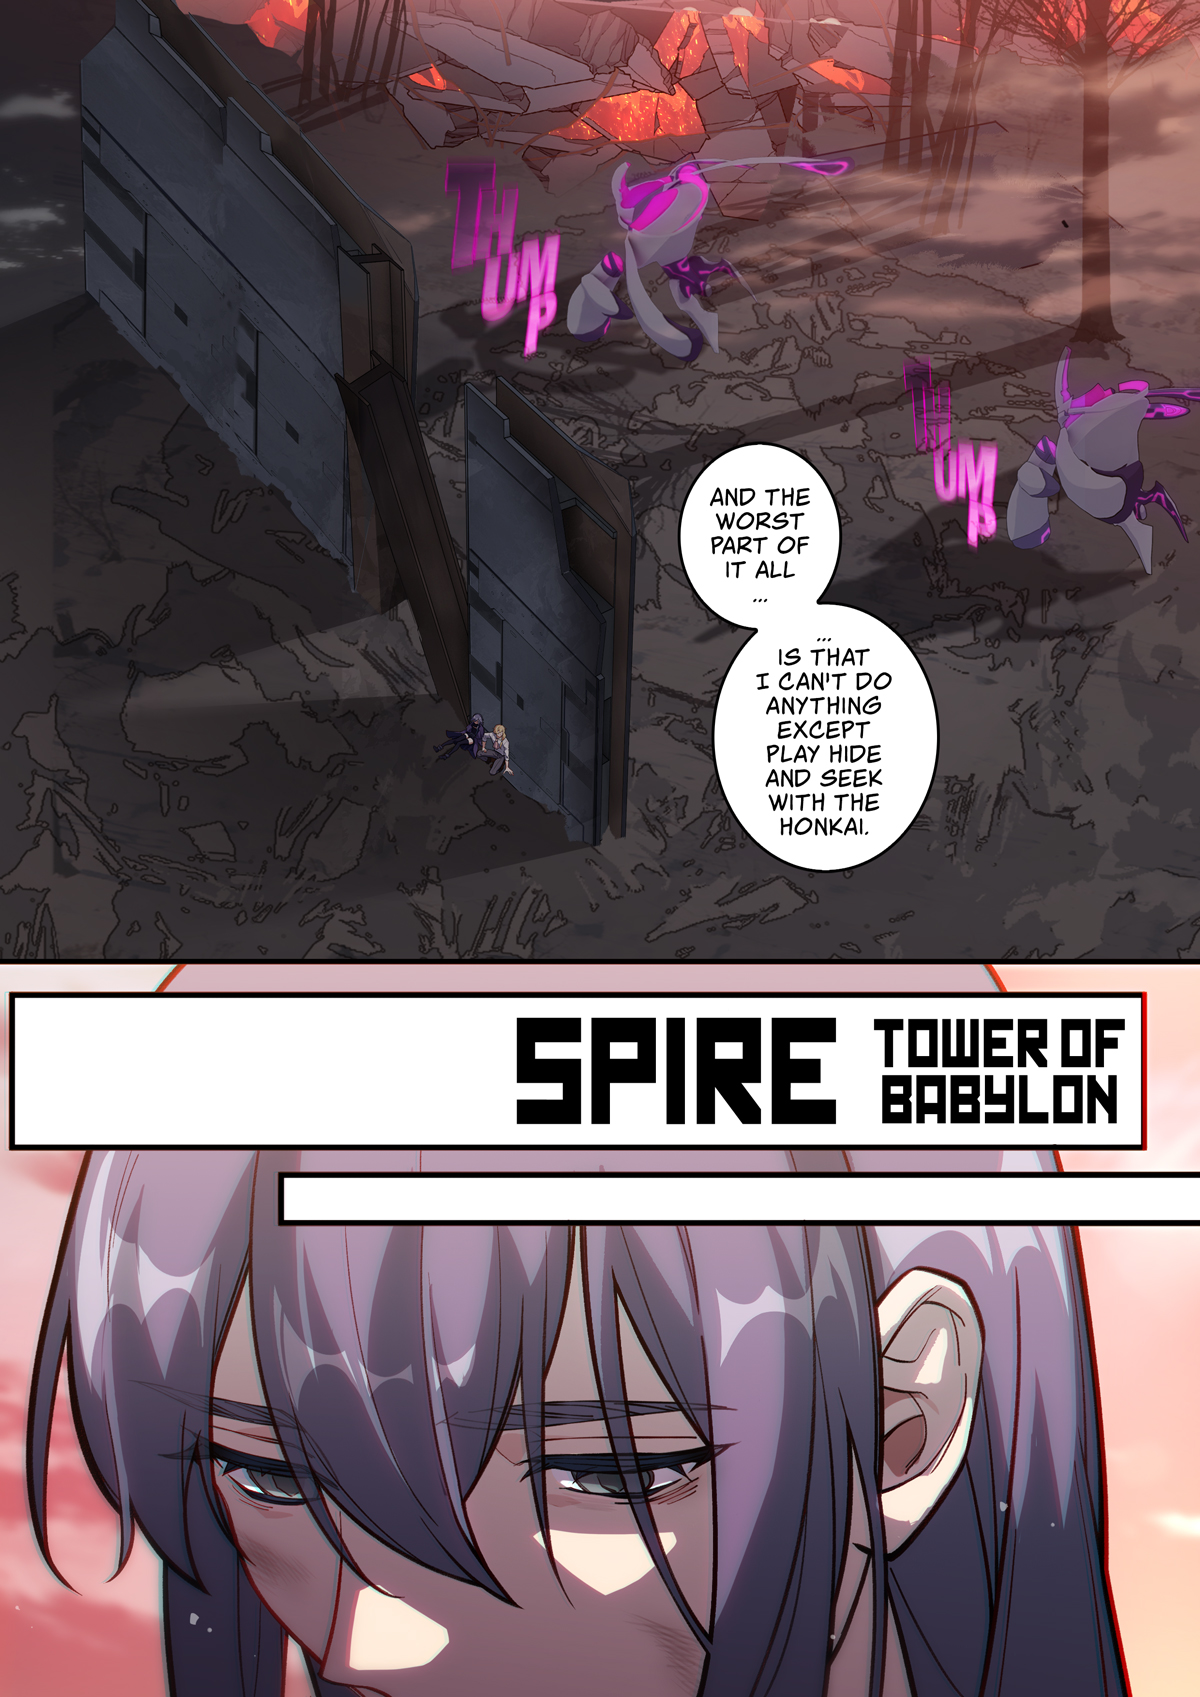 THUMP
THUMP
AND THE
WORST
PART OF
IT ALL
...
...
IS THAT
I CAN'T DO
ANYTHING
EXCEPT
PLAY HIDE
AND SEEK
WITH THE
HONKAI.
SPIRE
TOWER OF
BABYLON